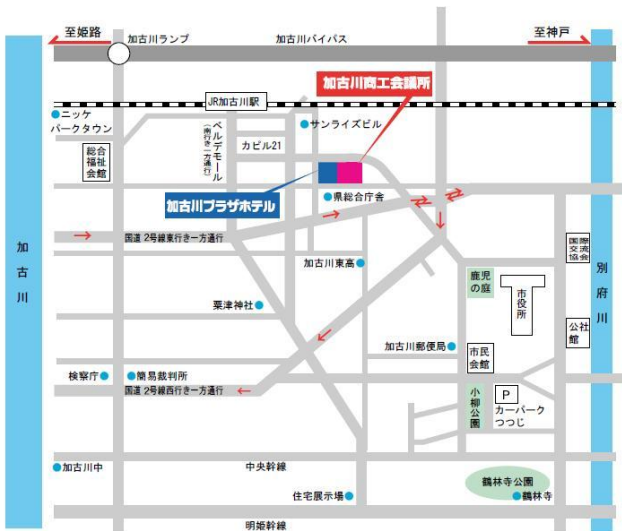 至姫路
加古川ランプ
加古川バイパス
至神戸
加古川商工会議所
JR加古川駅
ニッケ
パークタウン
サンライズビル
ベルデモール
(南行き一方通行)
カピル21
総合
福祉
会館
加古川プラザホテル
県総合庁舎
国道 2号線東行き一方通行
加古川
国際
交流
協会
別府川
加古川東高
鹿児
の庭
市役所
粟津神社
公社
館
加古川郵便局
市民
会館
検察庁
簡易裁判所
国道 2号線西行き一方通行
小柳公園
P
カーパーク
つつじ
加古川中
中央幹線
鶴林寺公園
住宅展示場
鶴林寺
明姫幹線